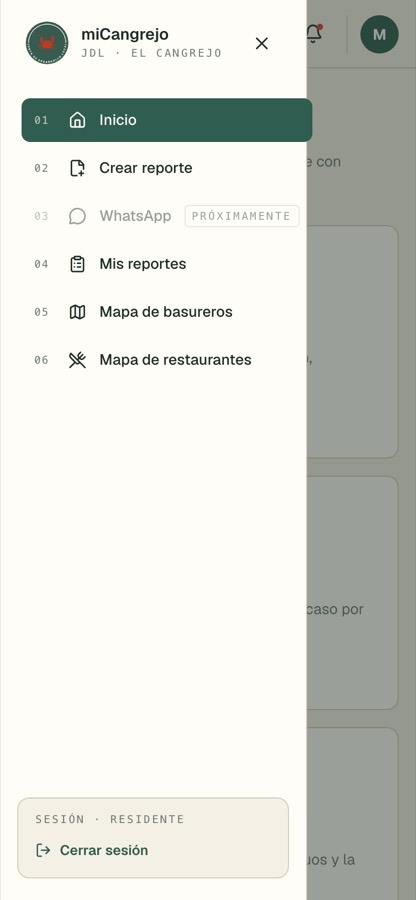 miCangrejo
JDL · EL CANGREJO
M
01 Inicio
02 Crear reporte
con
03 WhatsApp PRÓXIMAMENTE
04 Mis reportes
05 Mapa de basureros
06 Mapa de restaurantes
caso por
SESIÓN · RESIDENTE
Cerrar sesión
y la